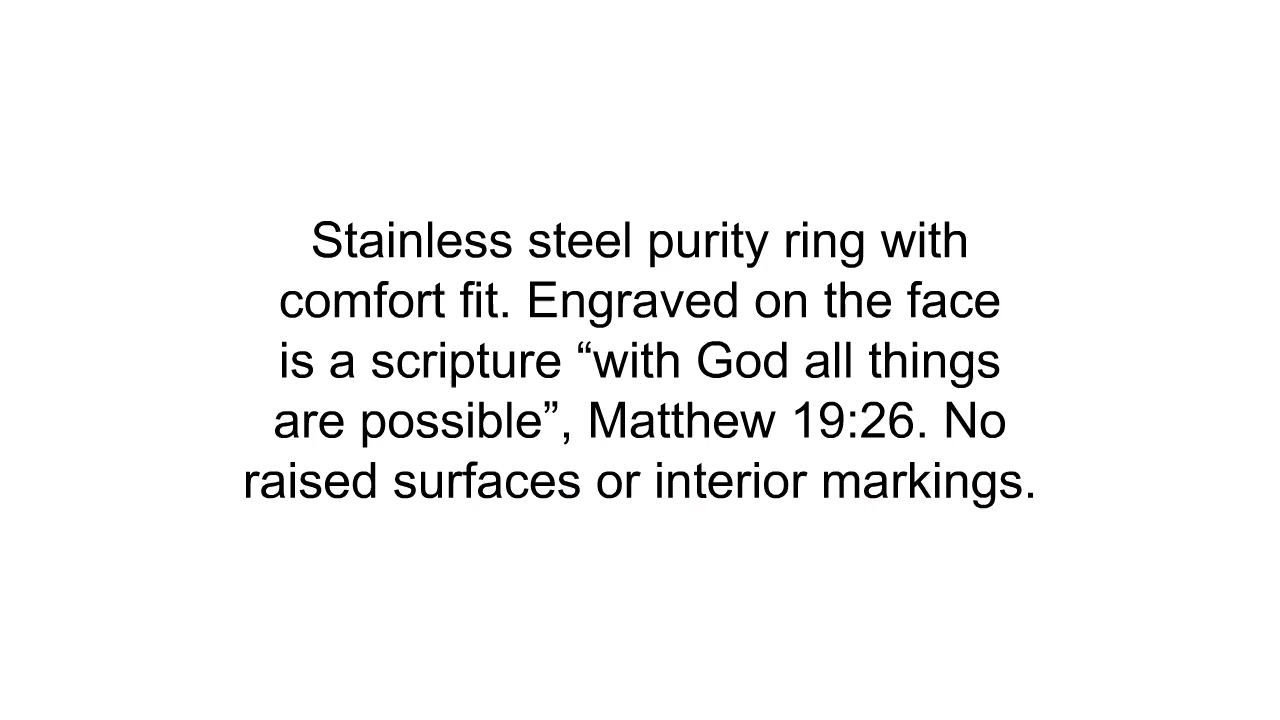 Stainless steel purity ring with
comfort fit. Engraved on the face
is a scripture “with God all things
are possible”, Matthew 19:26. No
raised surfaces or interior markings.